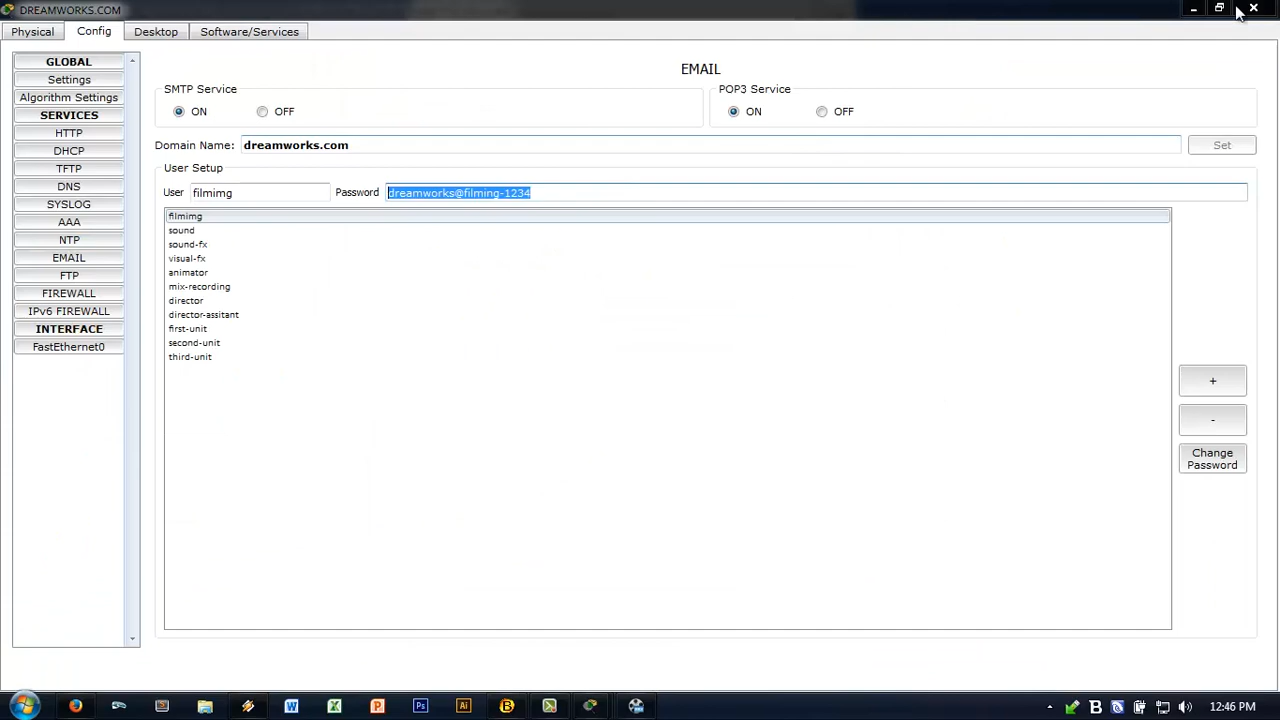 DREAMWORKS.COM
Physical Config Desktop Software/Services
GLOBAL
Settings
Algorithm Settings
SERVICES
HTTP
DHCP
TFTP
DNS
SYSLOG
AAA
NTP
EMAIL
FTP
FIREWALL
IPv6 FIREWALL
INTERFACE
FastEthernet0
EMAIL
SMTP Service
ON OFF
POP3 Service
ON OFF
Domain Name: dreamworks.com Set
User Setup
User filmimg Password dreamworks@filming-1234
filmimg
sound
sound-fx
visual-fx
animator
mix-recording
director
director-assitant
first-unit
second-unit
third-unit
+
-
Change
Password
W X P Ps Ai B B 12:46 PM